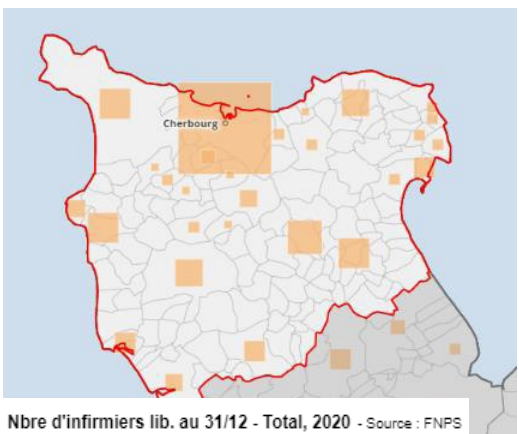 Cherbourg
Nbre d'infirmiers lib. au 31/12 - Total, 2020 - Source : FNPS